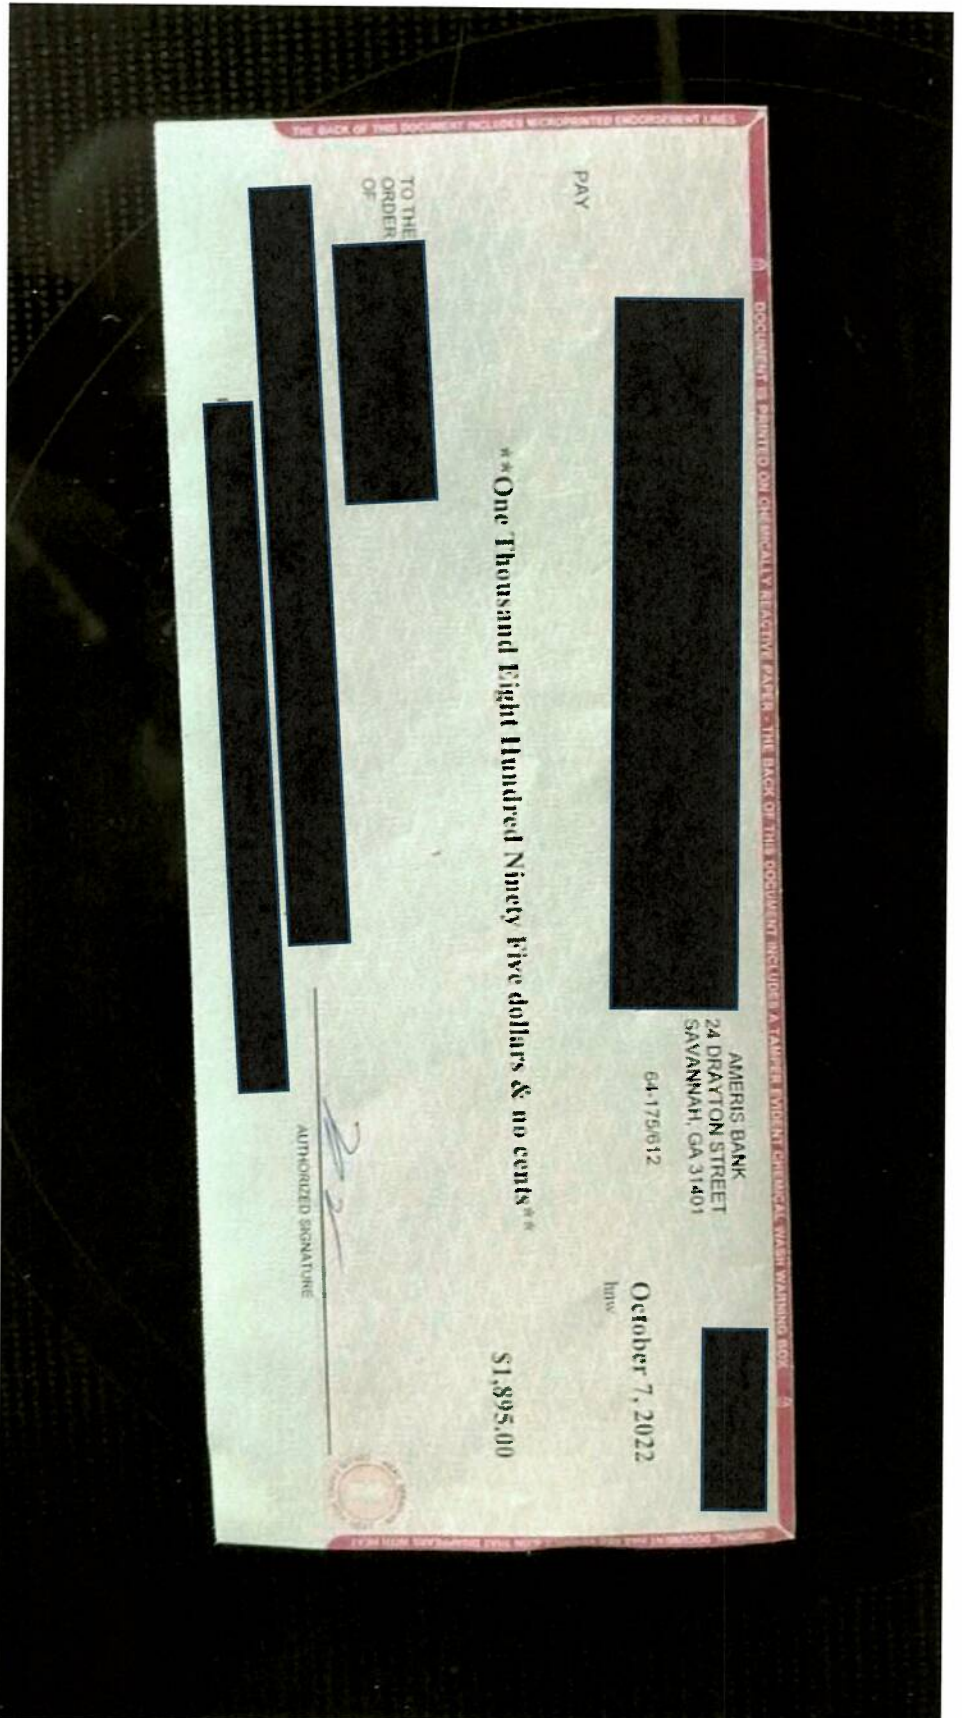 THE BACK OF THIS DOCUMENT INCLUDES MICROPRINTED ENDORSEMENT LINES
DOCUMENT IS PRINTED ON CHEMICALLY REACTIVE PAPER - THE BACK OF THIS DOCUMENT INCLUDES A TAMPER EVIDENT CHEMICAL WASH WARNING BOX
AMERIS BANK
24 DRAYTON STREET
SAVANNAH, GA 31401
64-175/612
October 7, 2022
hnw
PAY
**One Thousand Eight Hundred Ninety Five dollars & no cents**
$1,895.00
TO THE
ORDER
OF
AUTHORIZED SIGNATURE